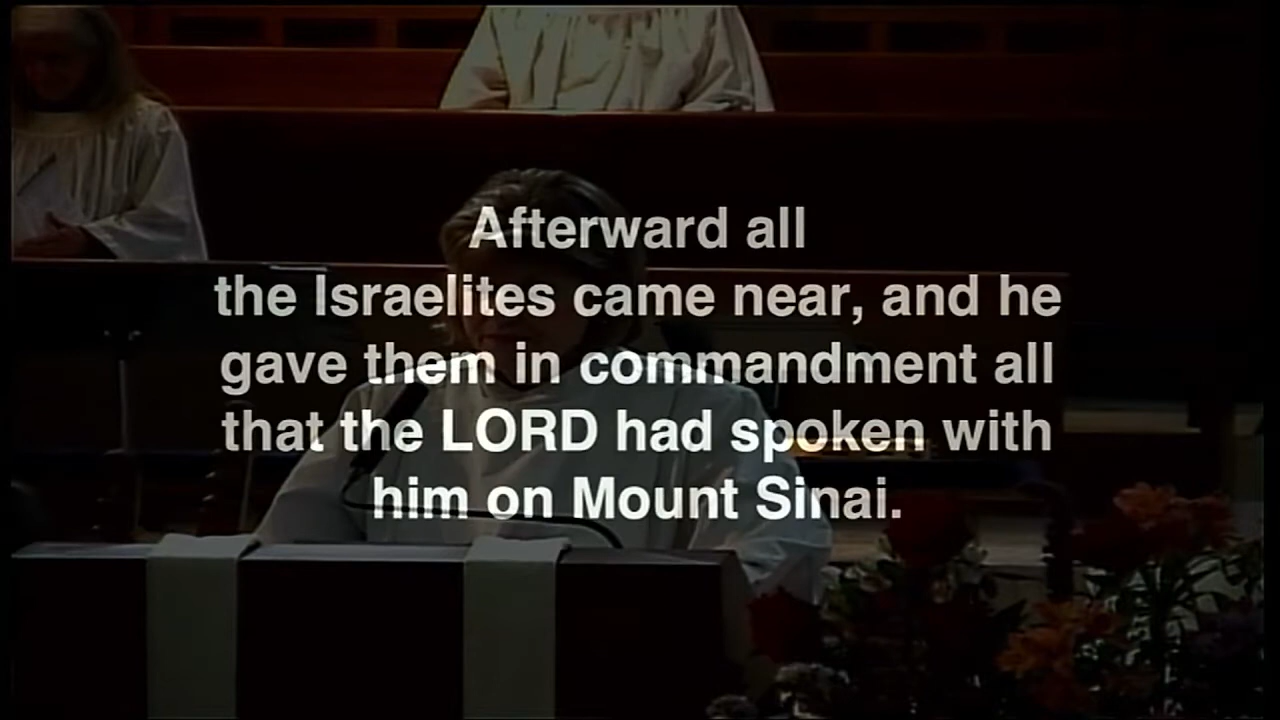 Afterward all
the Israelites came near, and he
gave them in commandment all
that the LORD had spoken with
him on Mount Sinai.